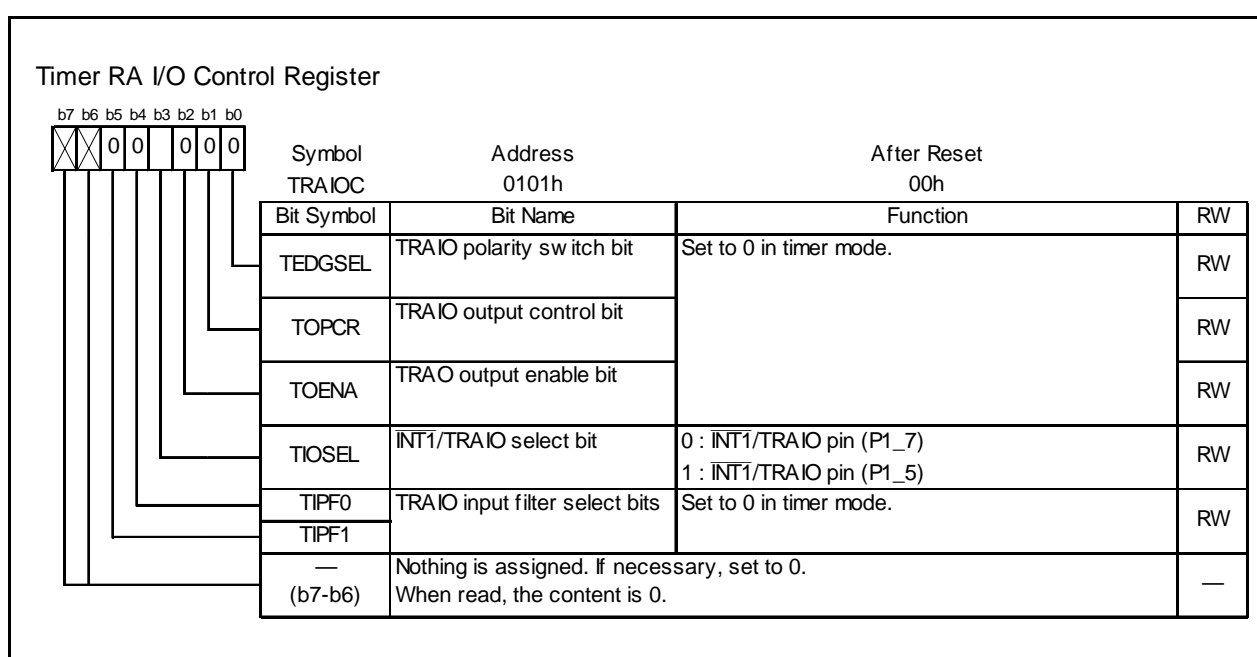 Timer RA I/O Control Register
b7 b6 b5 b4 b3 b2 b1 b0
0 0 0 0 0
Symbol Address After Reset
TRAIOC 0101h 00h
Bit Symbol Bit Name Function RW
TEDGSEL TRAIO polarity switch bit Set to 0 in timer mode. RW
TOPCR TRAIO output control bit RW
TOENA TRAO output enable bit RW
TIOSEL INT1/TRAIO select bit 0 : INT1/TRAIO pin (P1_7) RW
1 : INT1/TRAIO pin (P1_5)
TIPF0 TRAIO input filter select bits Set to 0 in timer mode. RW
TIPF1
— Nothing is assigned. If necessary, set to 0. —
(b7-b6) When read, the content is 0.